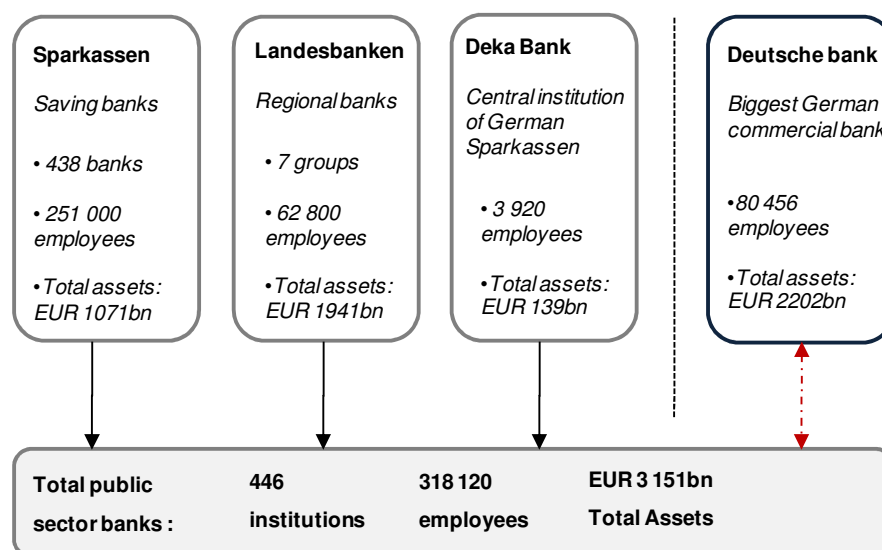 Sparkassen
Saving banks
• 438 banks
• 251 000
employees
• Total assets:
EUR 1071bn
Landesbanken
Regional banks
• 7 groups
• 62 800
employees
• Total assets:
EUR 1941bn
Deka Bank
Central institution
of German
Sparkassen
• 3 920
employees
• Total assets:
EUR 139bn
Deutsche bank
Biggest German
commercial bank
• 80 456
employees
• Total assets:
EUR 2202bn
Total public 446 318 120 EUR 3 151bn
sector banks : institutions employees Total Assets